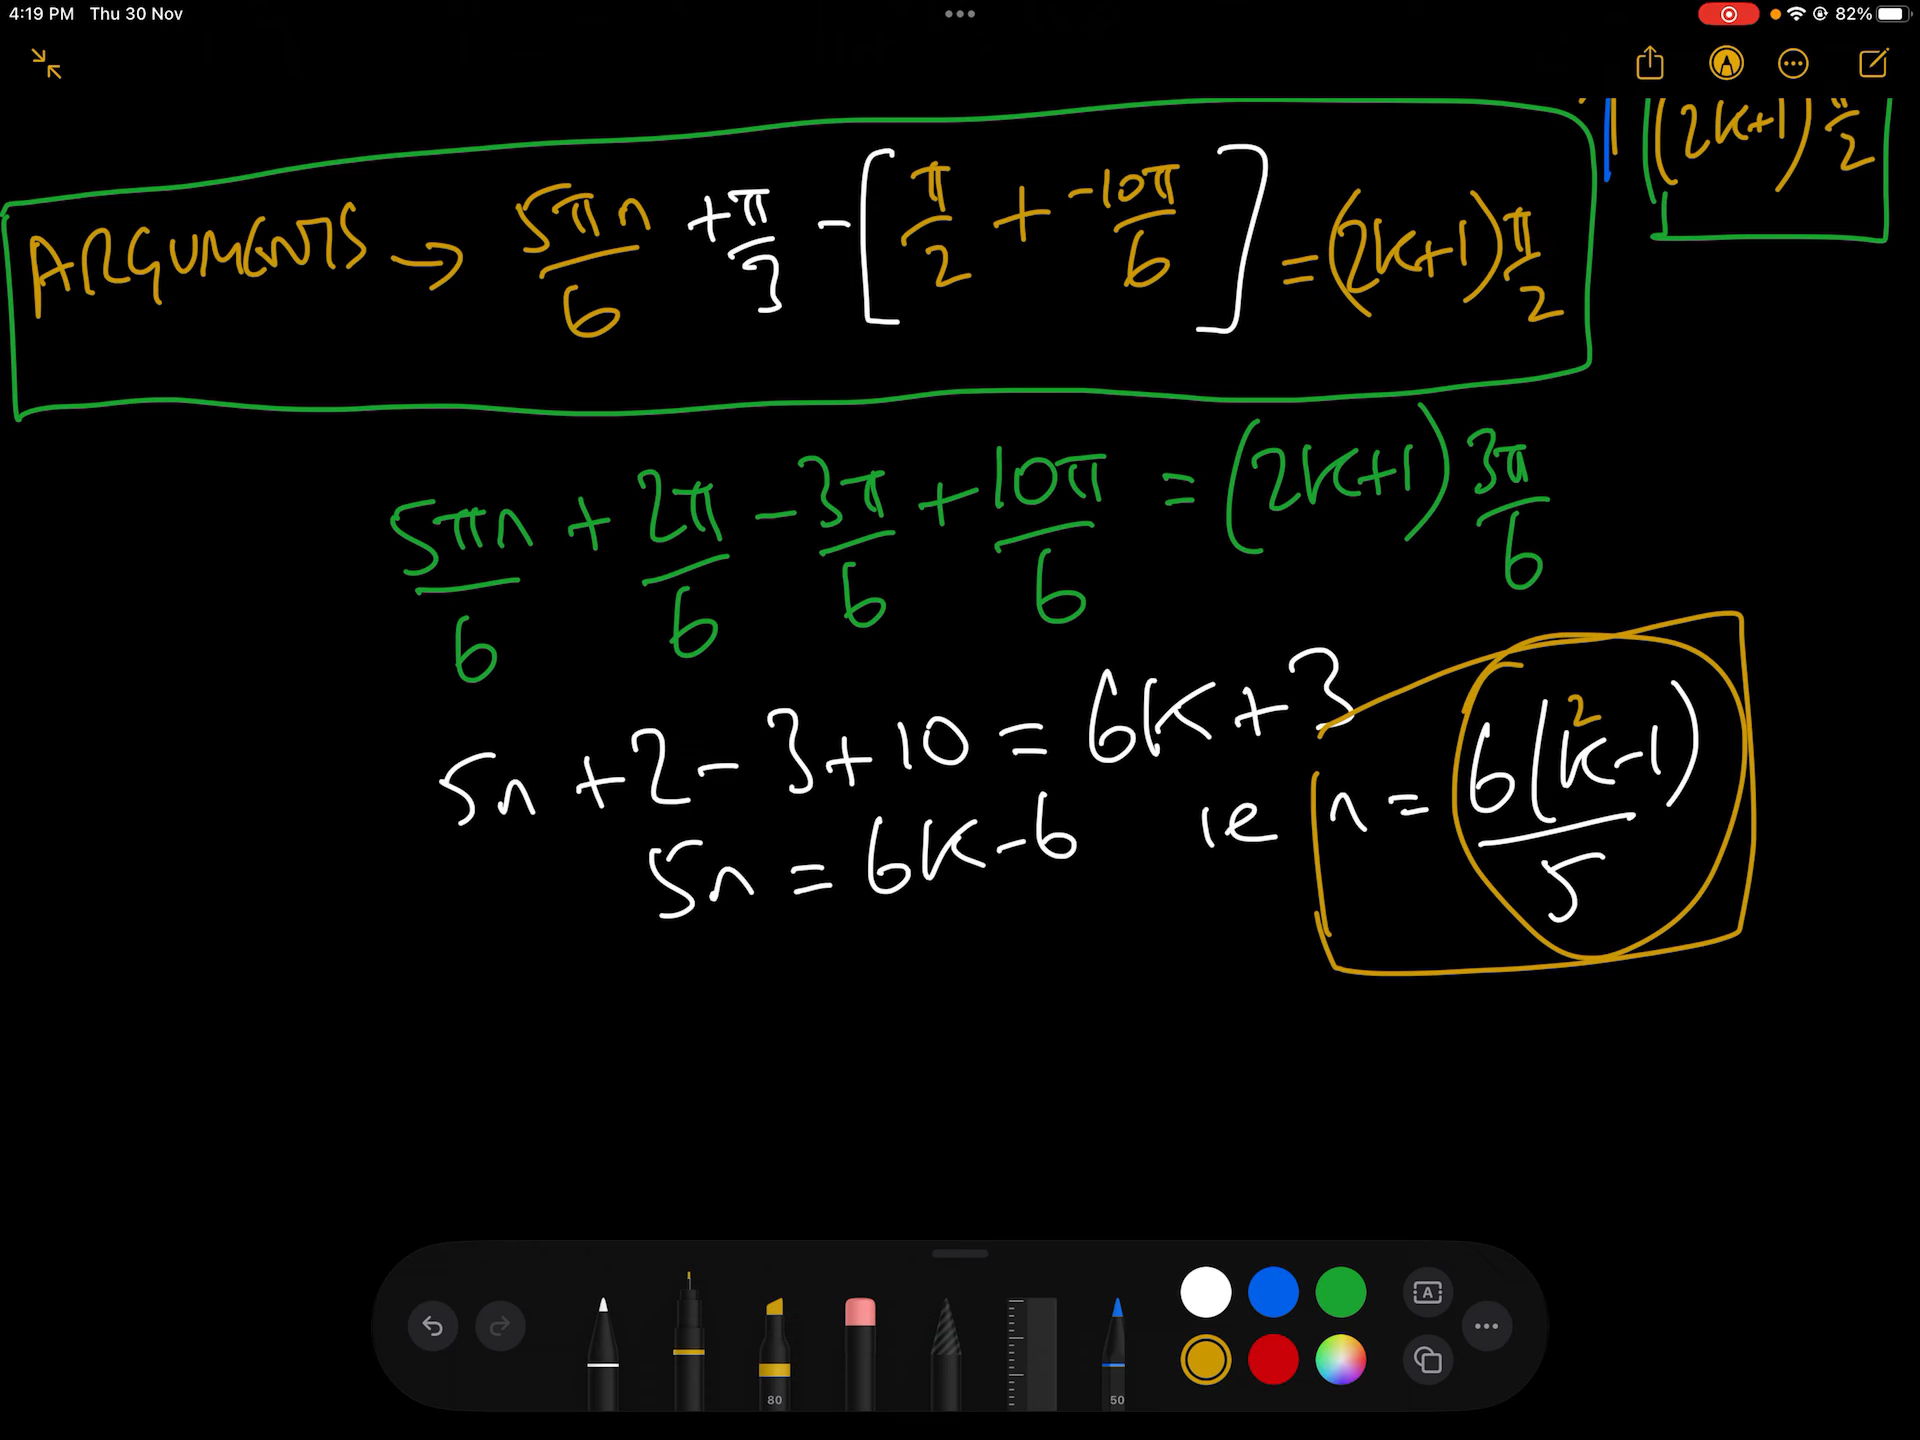 4:19 PM Thu 30 Nov
82%
(2k+1) π/2
ARGUMENTS → 5πn/6 + π/3 - [π/2 + -10π/6] = (2k+1) π/2
5πn/6 + 2π/6 - 3π/6 + 10π/6 = (2k+1) 3π/6
5n + 2 - 3 + 10 = 6k + 3
5n = 6k - 6 ie n = 6(k-1)/5
2
80
50
A